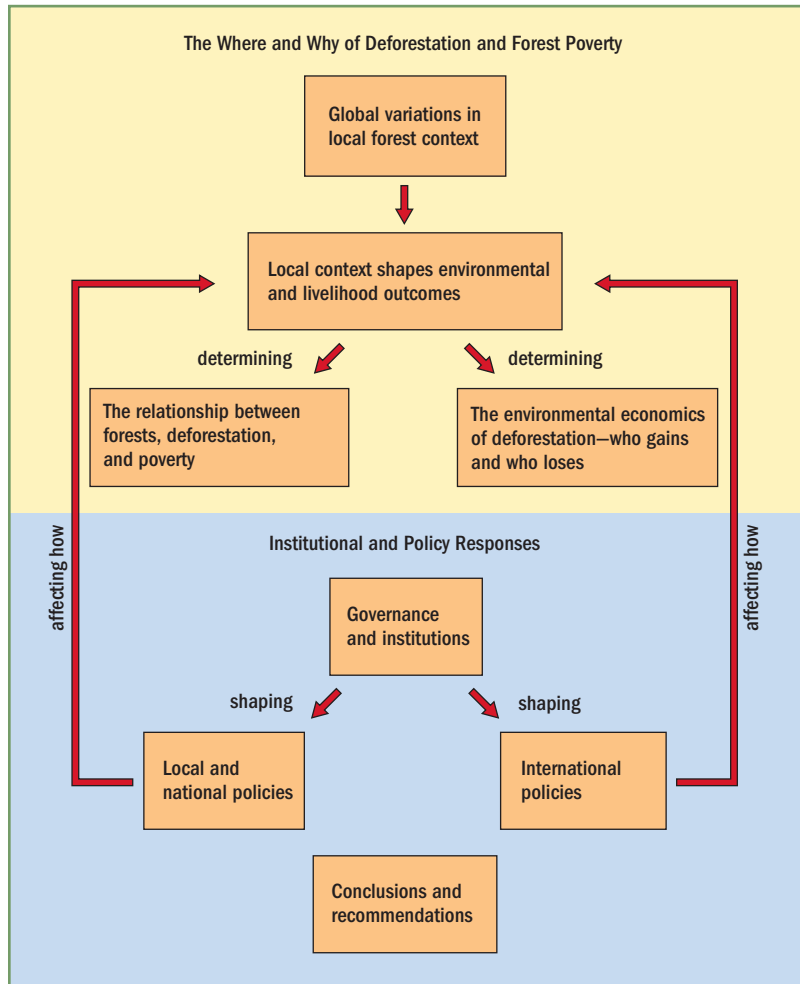 The Where and Why of Deforestation and Forest Poverty
Global variations in
local forest context
Local context shapes environmental
and livelihood outcomes
determining
determining
The relationship between
forests, deforestation,
and poverty
The environmental economics
of deforestation—who gains
and who loses
affecting how
affecting how
Institutional and Policy Responses
Governance
and institutions
shaping
shaping
Local and
national policies
International
policies
Conclusions and
recommendations